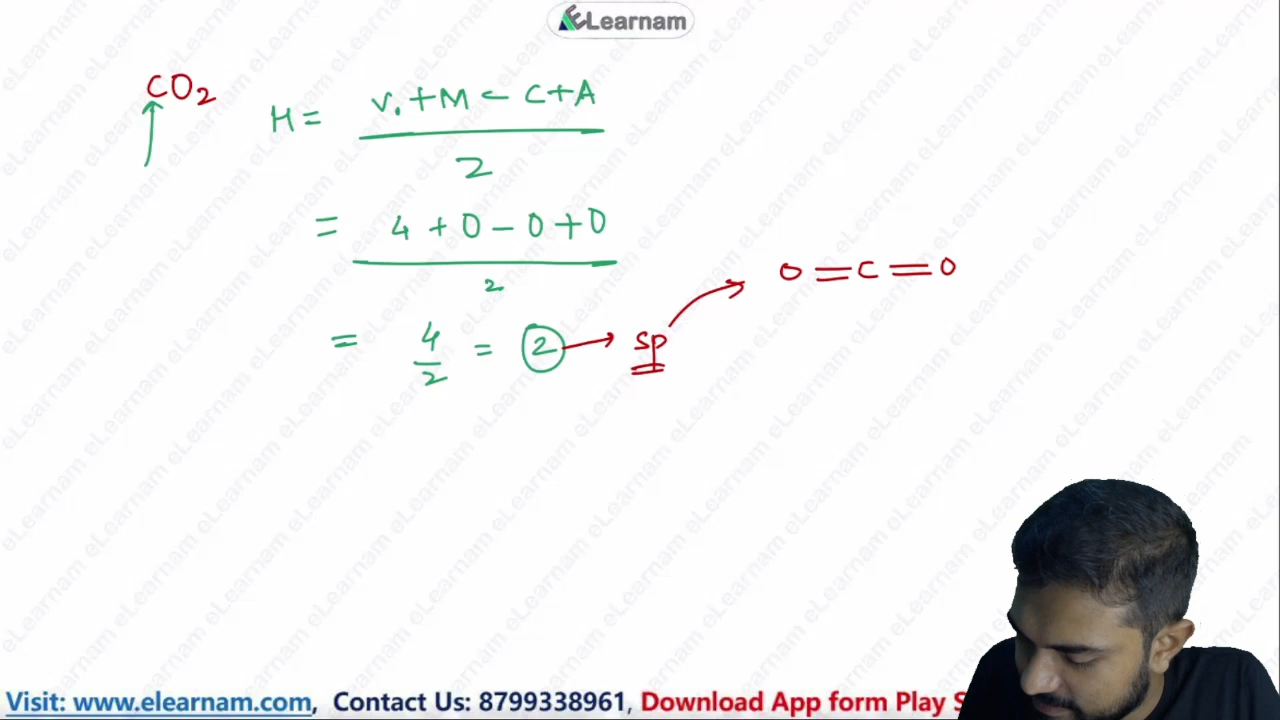 ELearnam
CO2
H = V. + M - C + A
2
= 4 + 0 - 0 + 0
2
O = C = O
= 4/2 = 2 → sp
Visit: www.elearnam.com, Contact Us: 8799338961, Download App form Play S